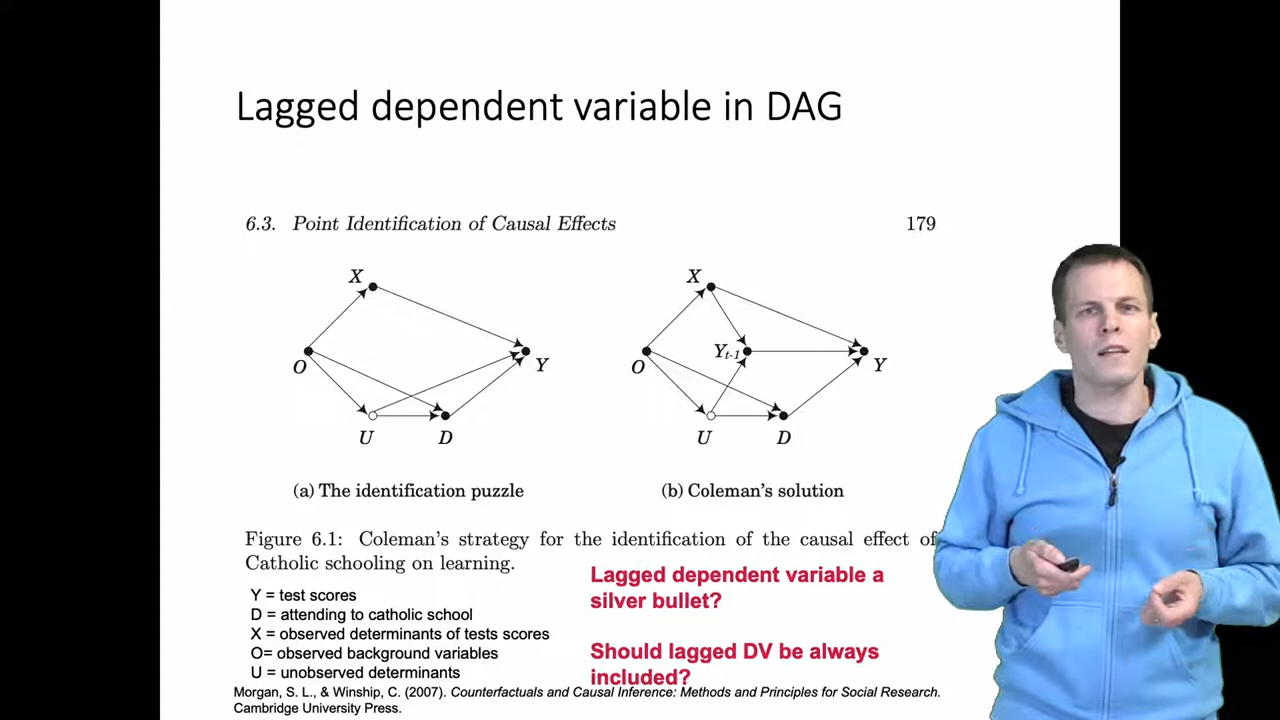 Lagged dependent variable in DAG
6.3. Point Identification of Causal Effects 179
X
O
Y
U
D
X
Yt-1
O
Y
U
D
(a) The identification puzzle
(b) Coleman's solution
Figure 6.1: Coleman's strategy for the identification of the causal effect of
Catholic schooling on learning.
Y = test scores
D = attending to catholic school
X = observed determinants of tests scores
O= observed background variables
U = unobserved determinants
Lagged dependent variable a
silver bullet?
Should lagged DV be always
included?
Morgan, S. L., & Winship, C. (2007). Counterfactuals and Causal Inference: Methods and Principles for Social Research.
Cambridge University Press.